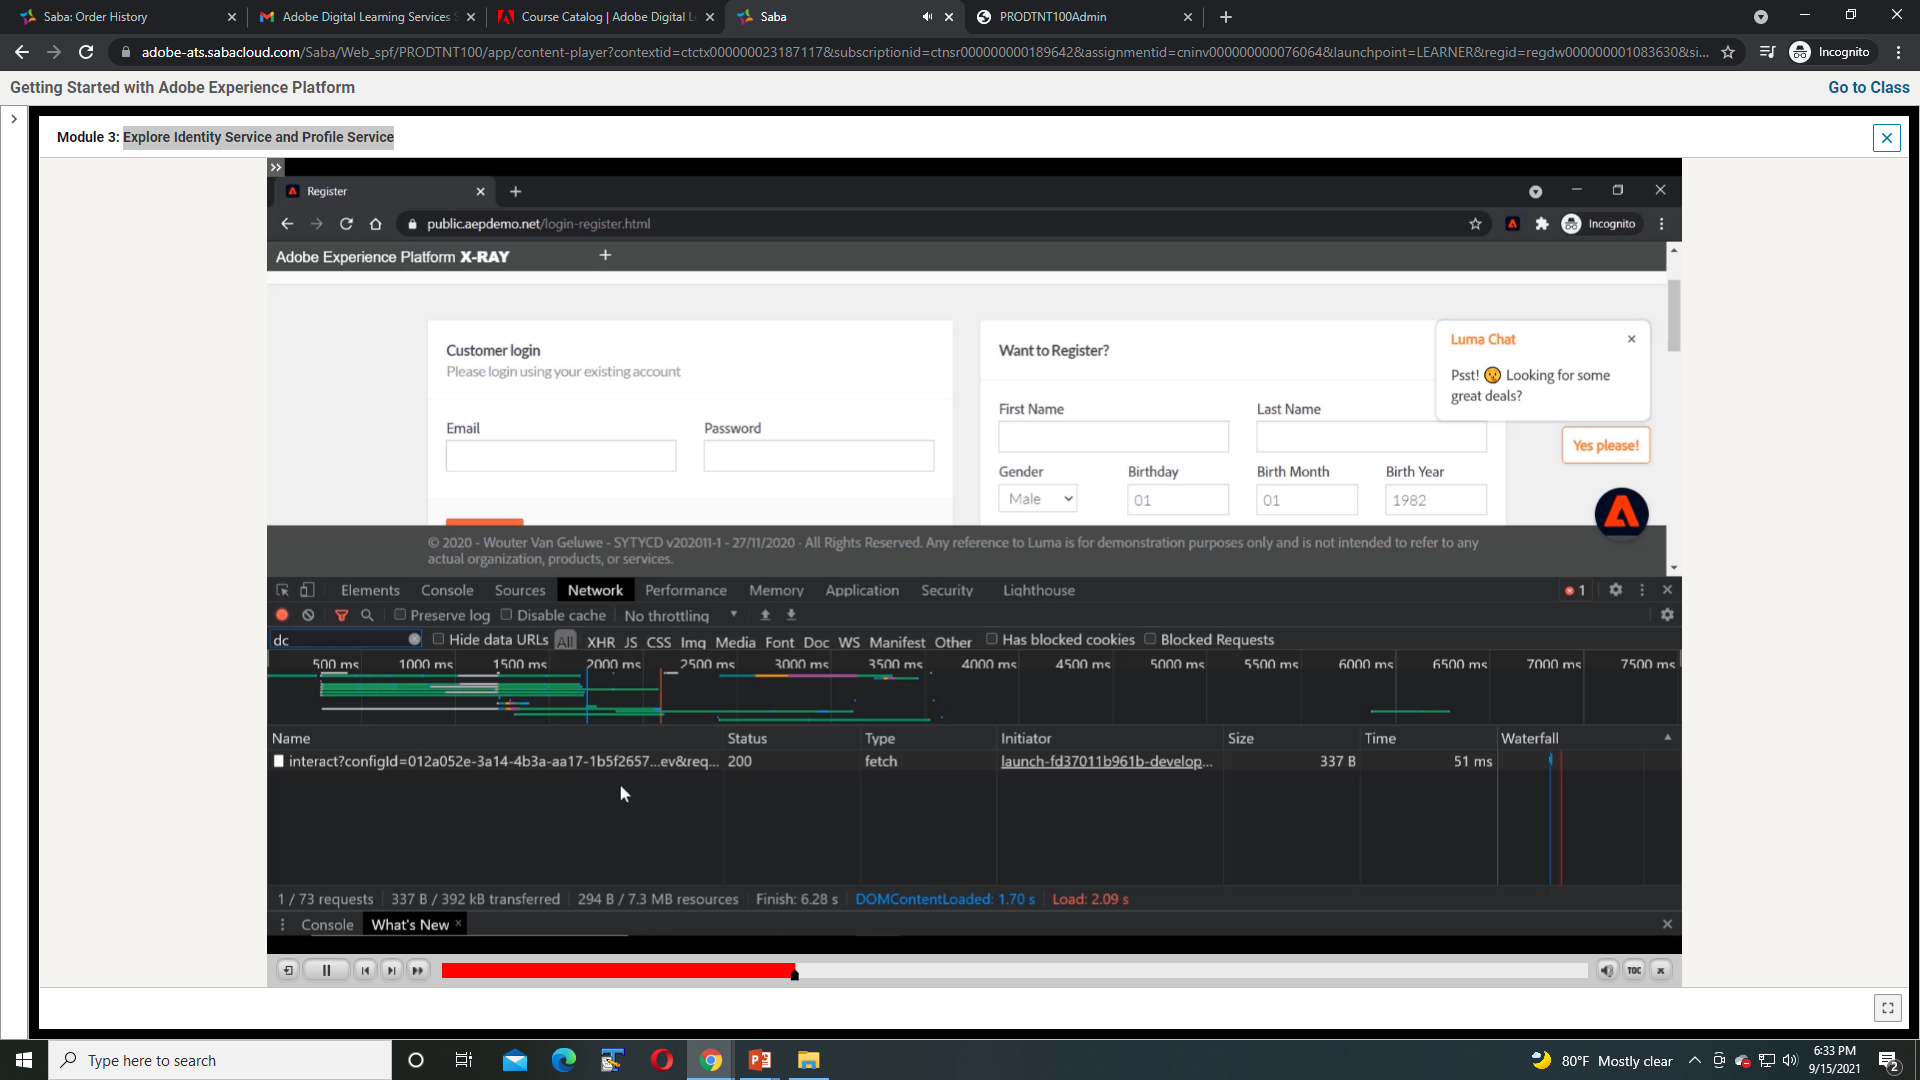 Saba: Order History
Adobe Digital Learning Services S
Course Catalog | Adobe Digital L
Saba
PRODTNT100Admin
adobe-ats.sabacloud.com/Saba/Web_spf/PRODTNT100/app/content-player?contextid=ctctx000000023187117&subscriptionid=ctnsr000000000189642&assignmentid=cninv000000000076064&launchpoint=LEARNER&regid=regdw000000001083630&si...
Incognito
Getting Started with Adobe Experience Platform
Go to Class
Module 3: Explore Identity Service and Profile Service
Register
public.aepdemo.net/login-register.html
Incognito
Adobe Experience Platform X-RAY
Customer login
Please login using your existing account
Email
Password
Want to Register?
First Name
Last Name
Gender
Birthday
Birth Month
Birth Year
Male
01
01
1982
Luma Chat
Psst! Looking for some
great deals?
Yes please!
© 2020 - Wouter Van Geluwe - SYTYCD v202011-1 - 27/11/2020 - All Rights Reserved. Any reference to Luma is for demonstration purposes only and is not intended to refer to any
actual organization, products, or services.
Elements Console Sources Network Performance Memory Application Security Lighthouse
1
Preserve log Disable cache No throttling
dc
Hide data URLs All XHR JS CSS Img Media Font Doc WS Manifest Other Has blocked cookies Blocked Requests
500 ms 1000 ms 1500 ms 2000 ms 2500 ms 3000 ms 3500 ms 4000 ms 4500 ms 5000 ms 5500 ms 6000 ms 6500 ms 7000 ms 7500 ms
Name Status Type Initiator Size Time Waterfall
interact?configId=012a052e-3a14-4b3a-aa17-1b5f2657...ev&req... 200 fetch launch-fd37011b961b-develop... 337 B 51 ms
1 / 73 requests 337 B / 392 kB transferred 294 B / 7.3 MB resources Finish: 6.28 s DOMContentLoaded: 1.70 s Load: 2.09 s
Console What's New
TOC
Type here to search
80°F Mostly clear
6:33 PM
9/15/2021
2